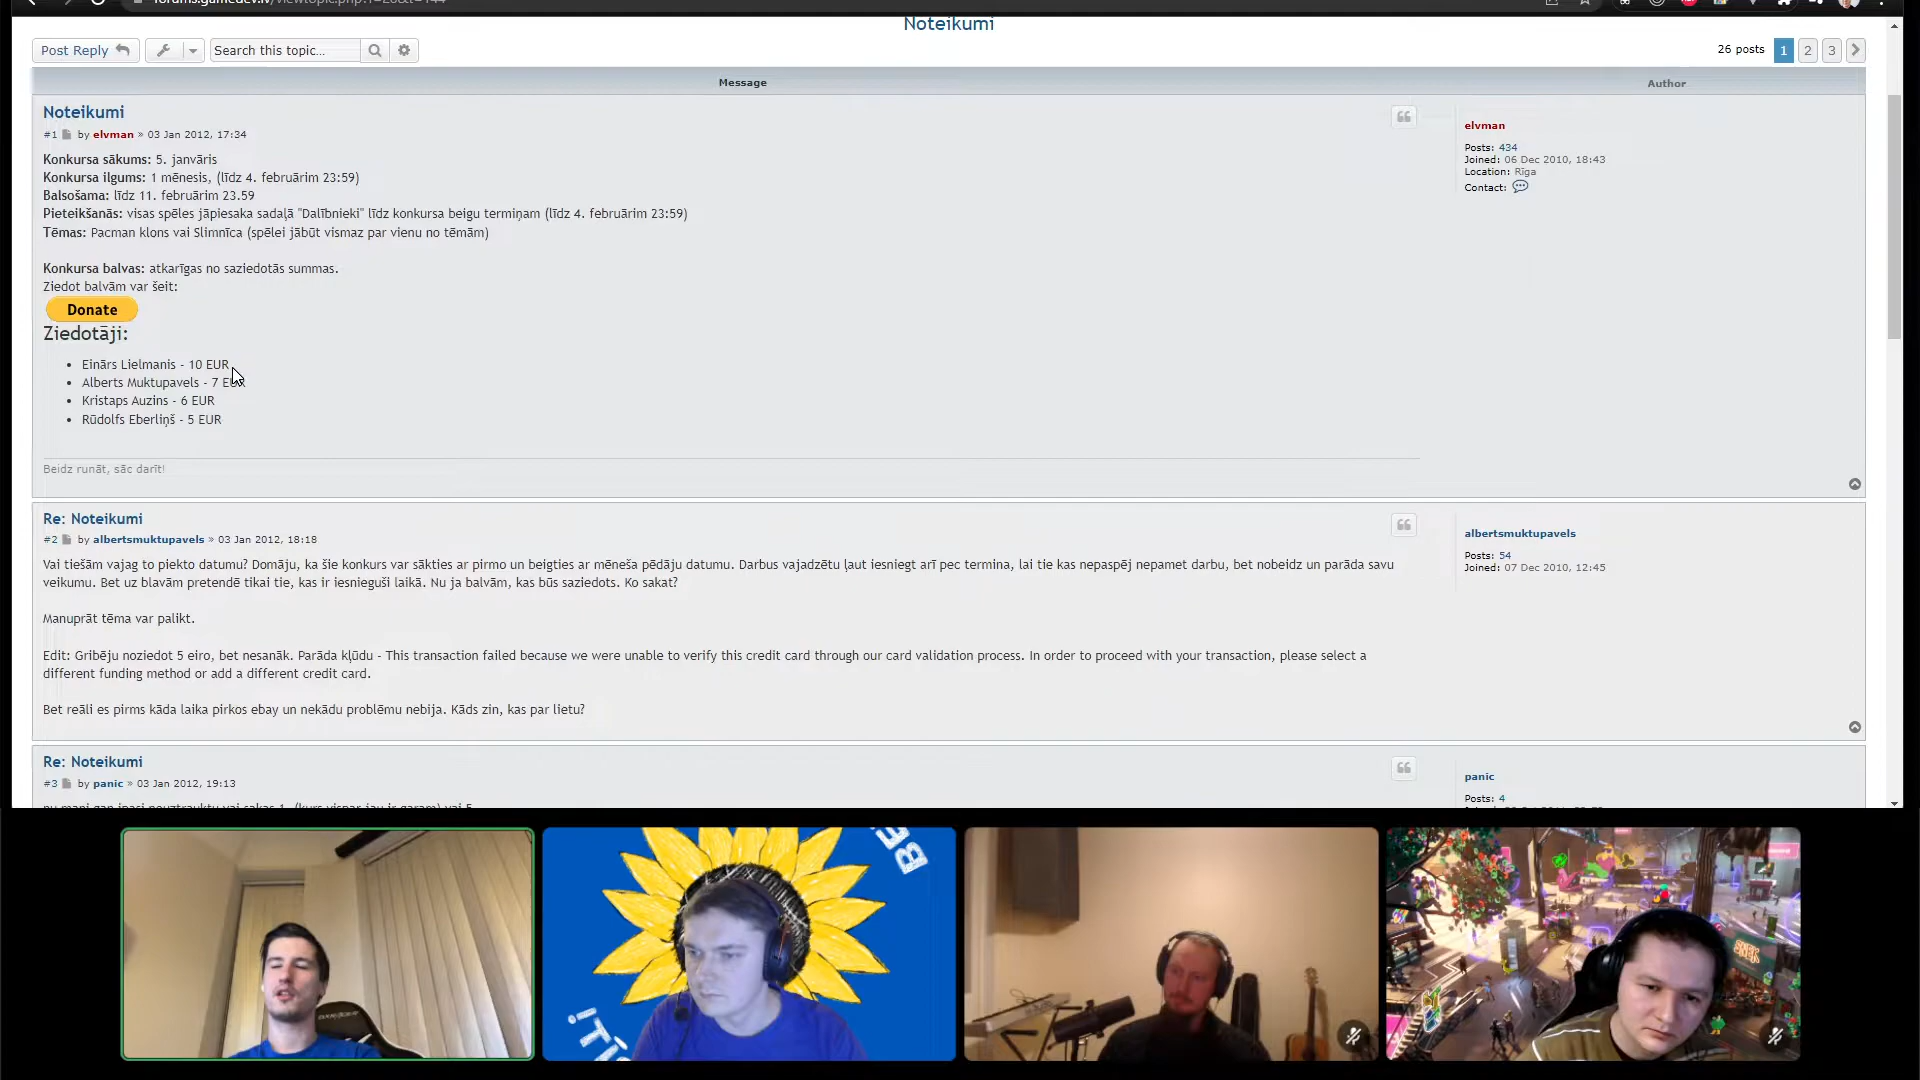 Noteikumi
Post Reply
Search this topic...
26 posts
1 2 3
Message
Author
Noteikumi
#1 by elvman » 03 Jan 2012, 17:34
Konkursa sākums: 5. janvāris
Konkursa ilgums: 1 mēnesis, (līdz 4. februārim 23:59)
Balsošama: līdz 11. februārim 23.59
Pieteikšanās: visas spēles jāpiesaka sadaļā "Dalībnieki" līdz konkursa beigu termiņam (līdz 4. februārim 23:59)
Tēmas: Pacman klons vai Slimnīca (spēlei jābūt vismaz par vienu no tēmām)
Konkursa balvas: atkarīgas no saziedotās summas.
Ziedot balvām var šeit:
Donate
Ziedotāji:
Einārs Lielmanis - 10 EUR
Alberts Muktupavels - 7 EUR
Kristaps Auzins - 6 EUR
Rūdolfs Eberliņš - 5 EUR
Beidz runāt, sāc darīt!
elvman
Posts: 434
Joined: 06 Dec 2010, 18:43
Location: Rīga
Contact:
Re: Noteikumi
#2 by albertsmuktupavels » 03 Jan 2012, 18:18
Vai tiešām vajag to piekto datumu? Domāju, ka šie konkurs var sākties ar pirmo un beigties ar mēneša pēdāju datumu. Darbus vajadzētu ļaut iesniegt arī pec termina, lai tie kas nepaspēj nepamet darbu, bet nobeidz un parāda savu
veikumu. Bet uz blavām pretendē tikai tie, kas ir iesnieguši laikā. Nu ja balvām, kas būs saziedots. Ko sakat?
Manuprāt tēma var palikt.
Edit: Gribēju noziedot 5 eiro, bet nesanāk. Parāda kļūdu - This transaction failed because we were unable to verify this credit card through our card validation process. In order to proceed with your transaction, please select a
different funding method or add a different credit card.
Bet reāli es pirms kāda laika pirkos ebay un nekādu problēmu nebija. Kāds zin, kas par lietu?
albertsmuktupavels
Posts: 54
Joined: 07 Dec 2010, 12:45
Re: Noteikumi
#3 by panic » 03 Jan 2012, 19:13
panic
Posts: 4